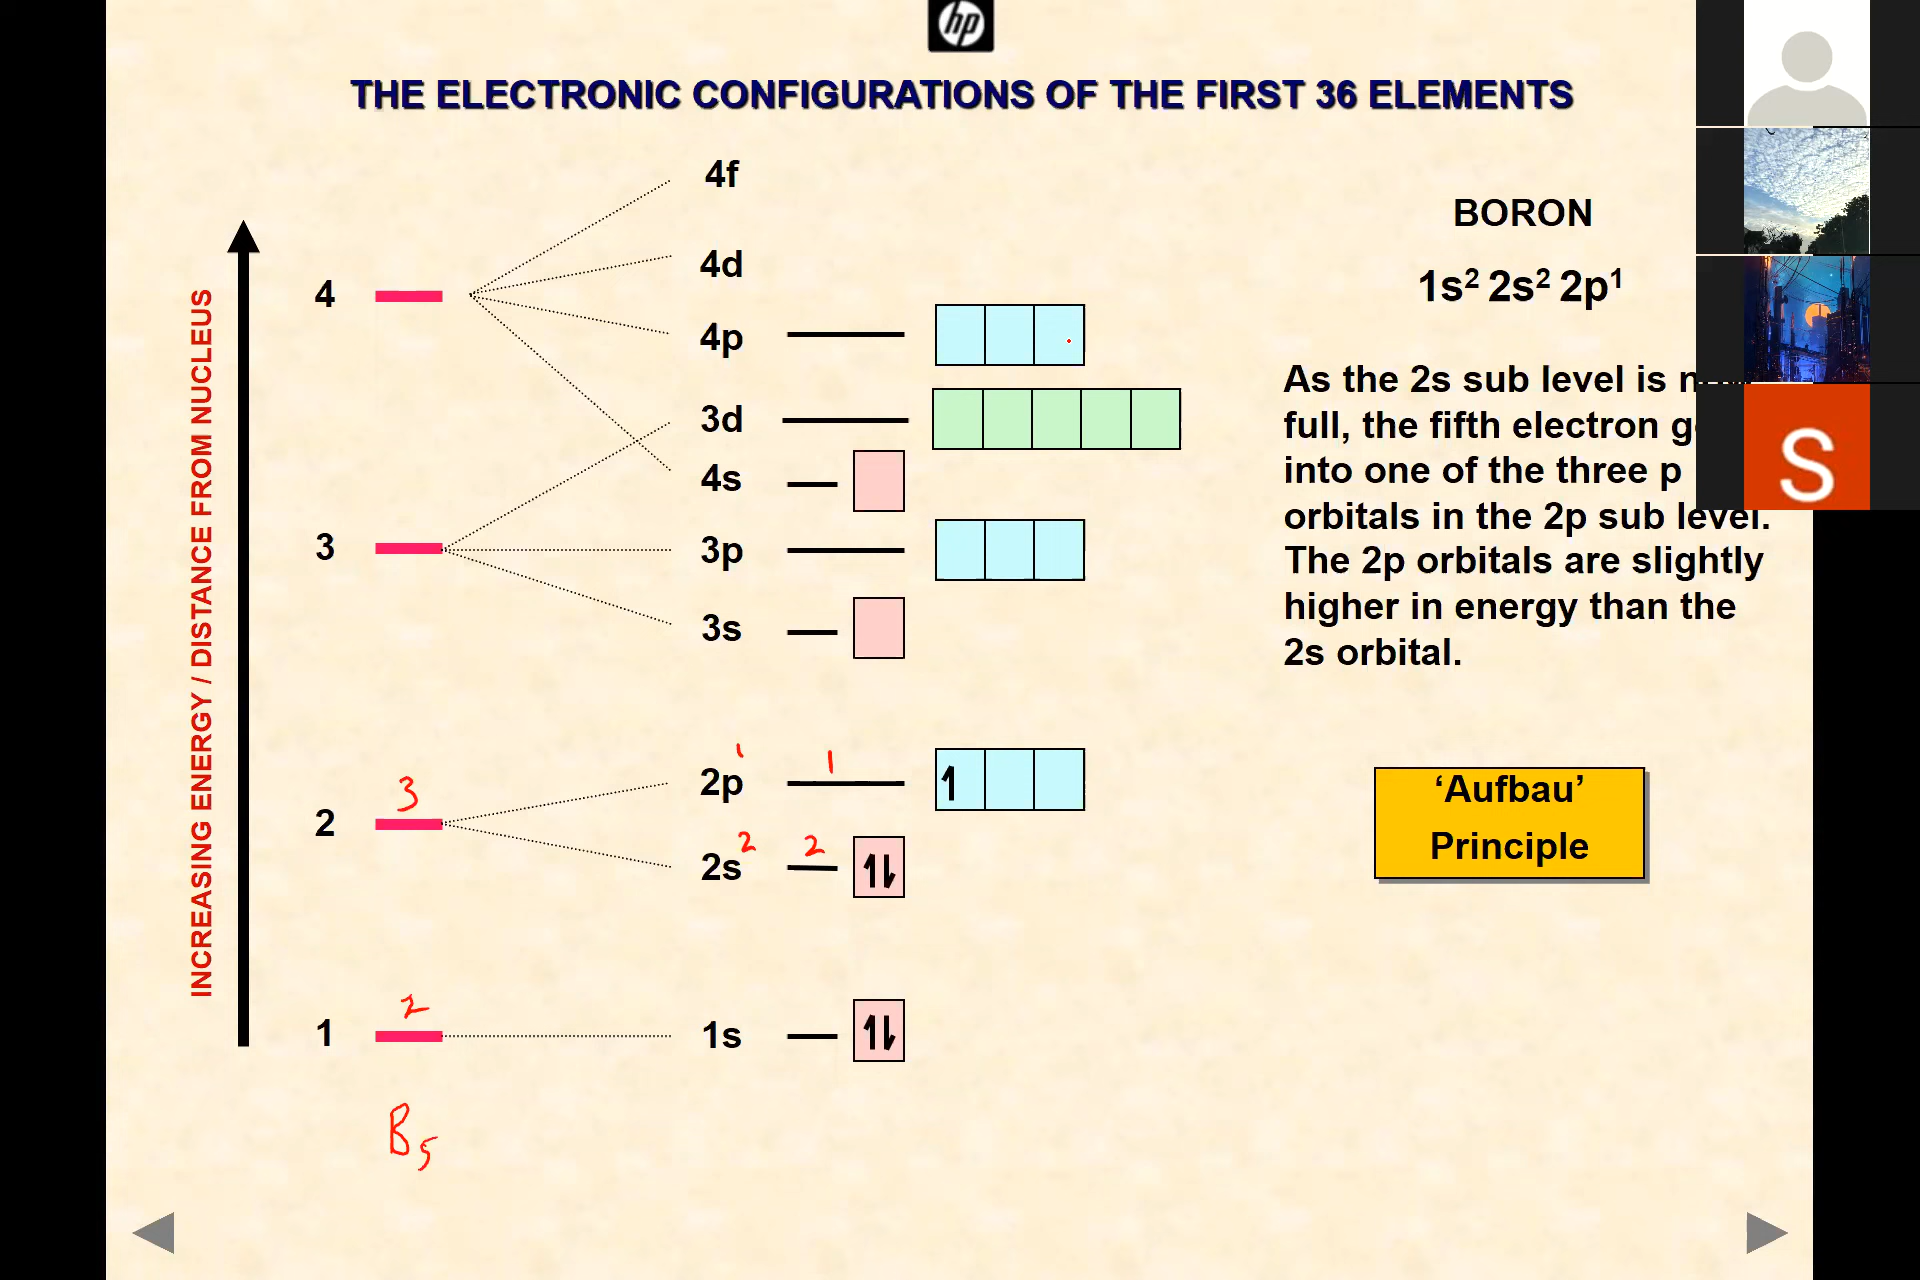 hp
THE ELECTRONIC CONFIGURATIONS OF THE FIRST 36 ELEMENTS
INCREASING ENERGY / DISTANCE FROM NUCLEUS
4
3
2
1
4f
4d
4p
3d
4s
3p
3s
2p
2s
1s
3
2
1
1
2
2
B5
BORON
1s² 2s² 2p¹
As the 2s sub level is
full, the fifth electron
into one of the three p
orbitals in the 2p sub level.
The 2p orbitals are slightly
higher in energy than the
2s orbital.
‘Aufbau’
Principle
S